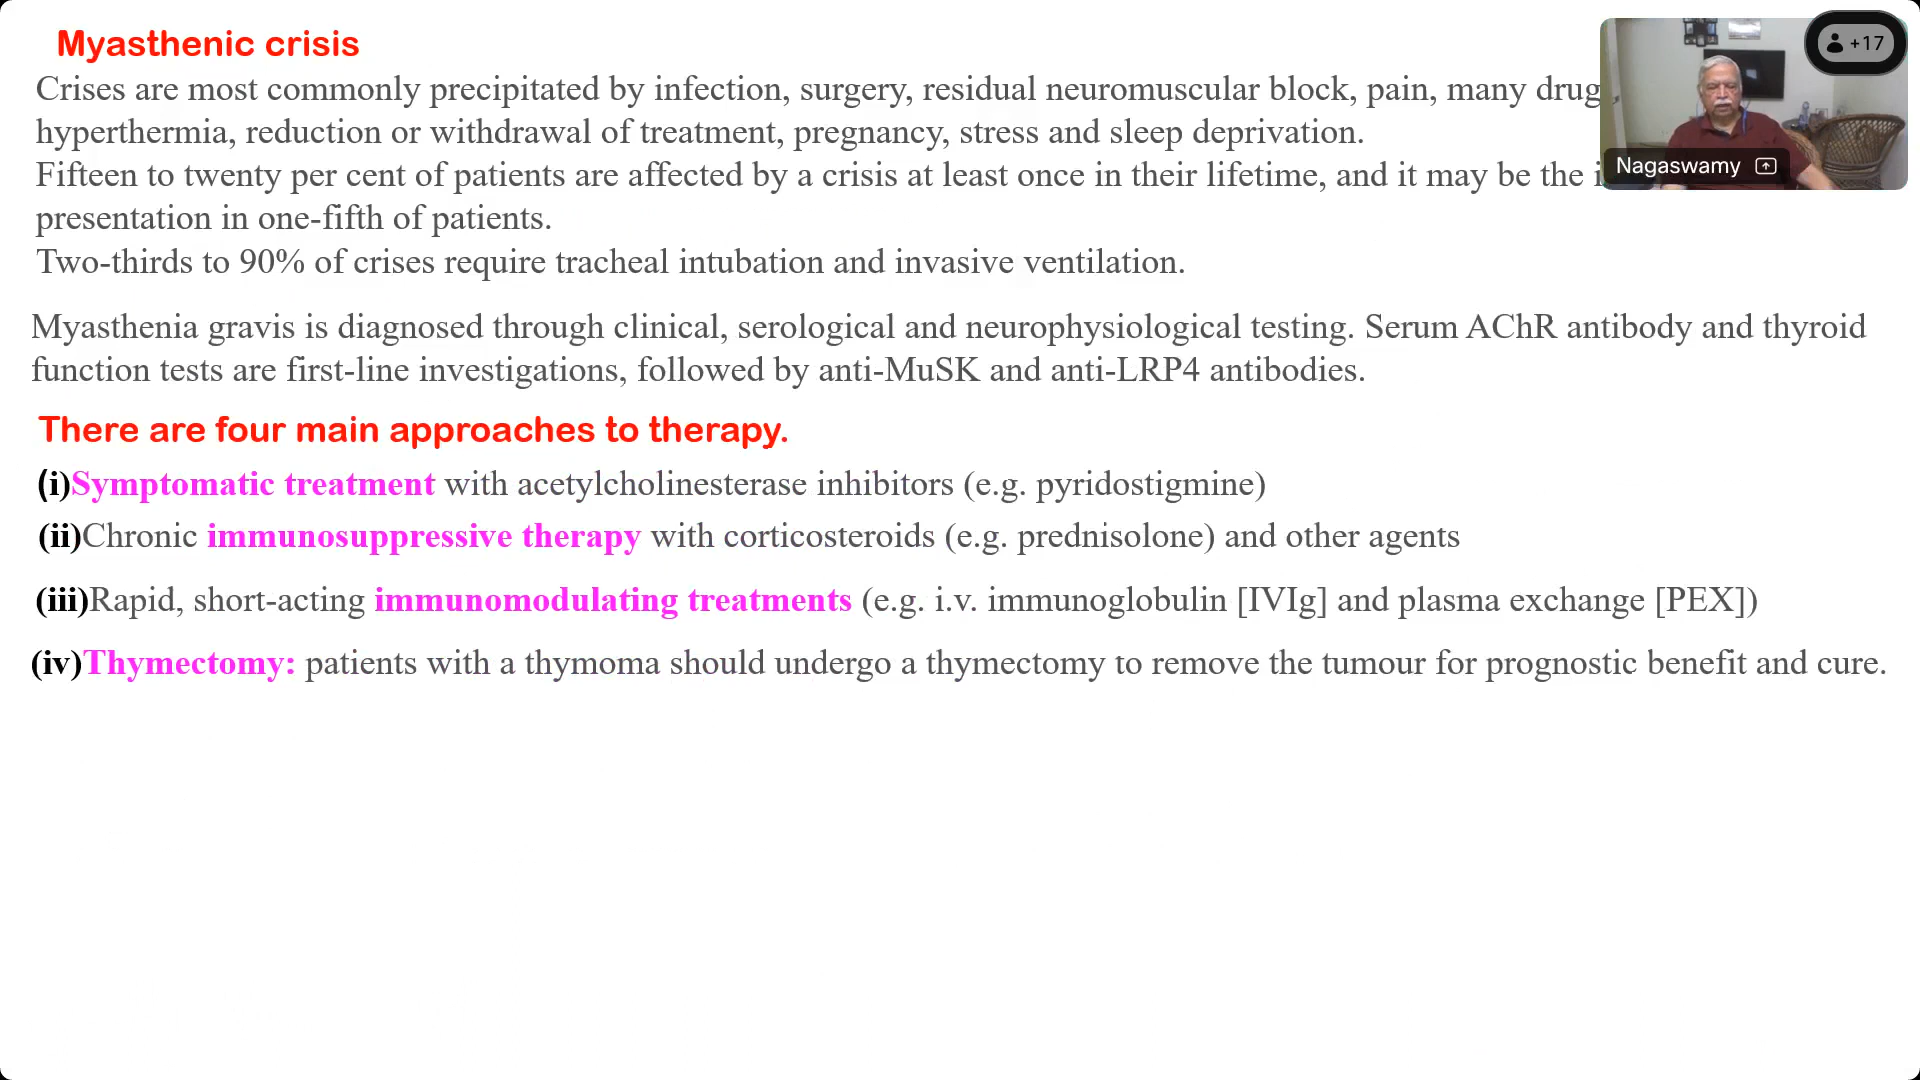 Myasthenic crisis
Crises are most commonly precipitated by infection, surgery, residual neuromuscular block, pain, many drug
hyperthermia, reduction or withdrawal of treatment, pregnancy, stress and sleep deprivation.
Fifteen to twenty per cent of patients are affected by a crisis at least once in their lifetime, and it may be the i
presentation in one-fifth of patients.
Two-thirds to 90% of crises require tracheal intubation and invasive ventilation.
Myasthenia gravis is diagnosed through clinical, serological and neurophysiological testing. Serum AChR antibody and thyroid
function tests are first-line investigations, followed by anti-MuSK and anti-LRP4 antibodies.
There are four main approaches to therapy.
(i)Symptomatic treatment with acetylcholinesterase inhibitors (e.g. pyridostigmine)
(ii)Chronic immunosuppressive therapy with corticosteroids (e.g. prednisolone) and other agents
(iii)Rapid, short-acting immunomodulating treatments (e.g. i.v. immunoglobulin [IVIg] and plasma exchange [PEX])
(iv)Thymectomy: patients with a thymoma should undergo a thymectomy to remove the tumour for prognostic benefit and cure.
+17
Nagaswamy